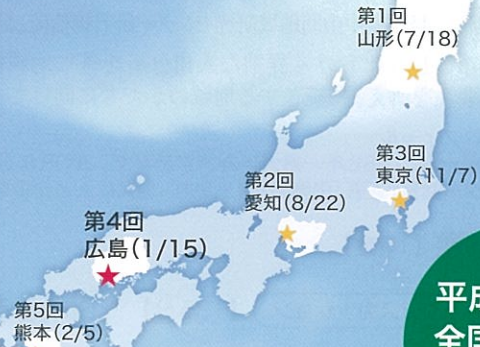 第1回
山形(7/18)
第3回
東京(11/7)
第2回
愛知(8/22)
第4回
広島(1/15)
第5回
熊本(2/5)
平成
全国